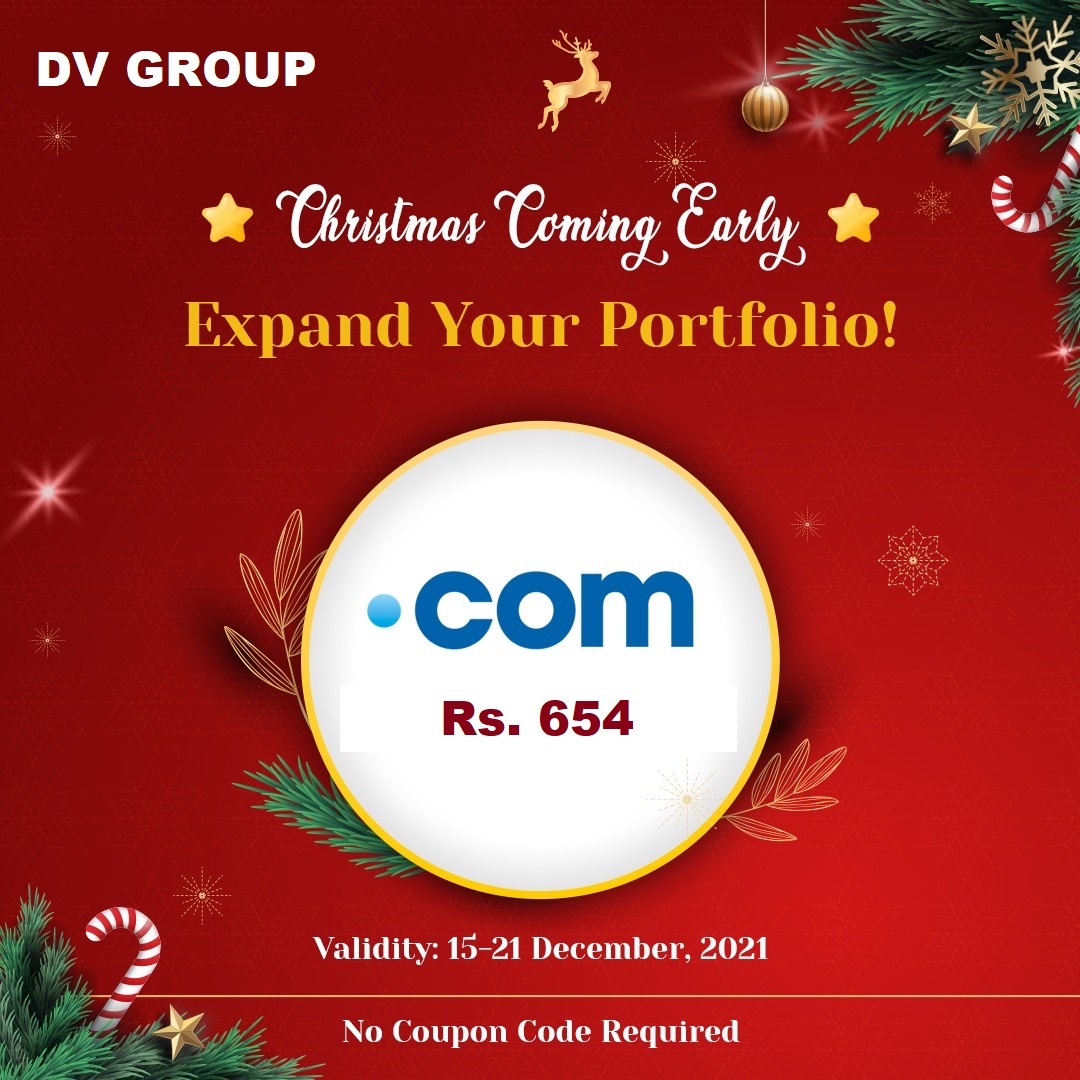 DV GROUP
Christmas Coming Early
Expand Your Portfolio!
.com
Rs. 654
Validity: 15-21 December, 2021
No Coupon Code Required